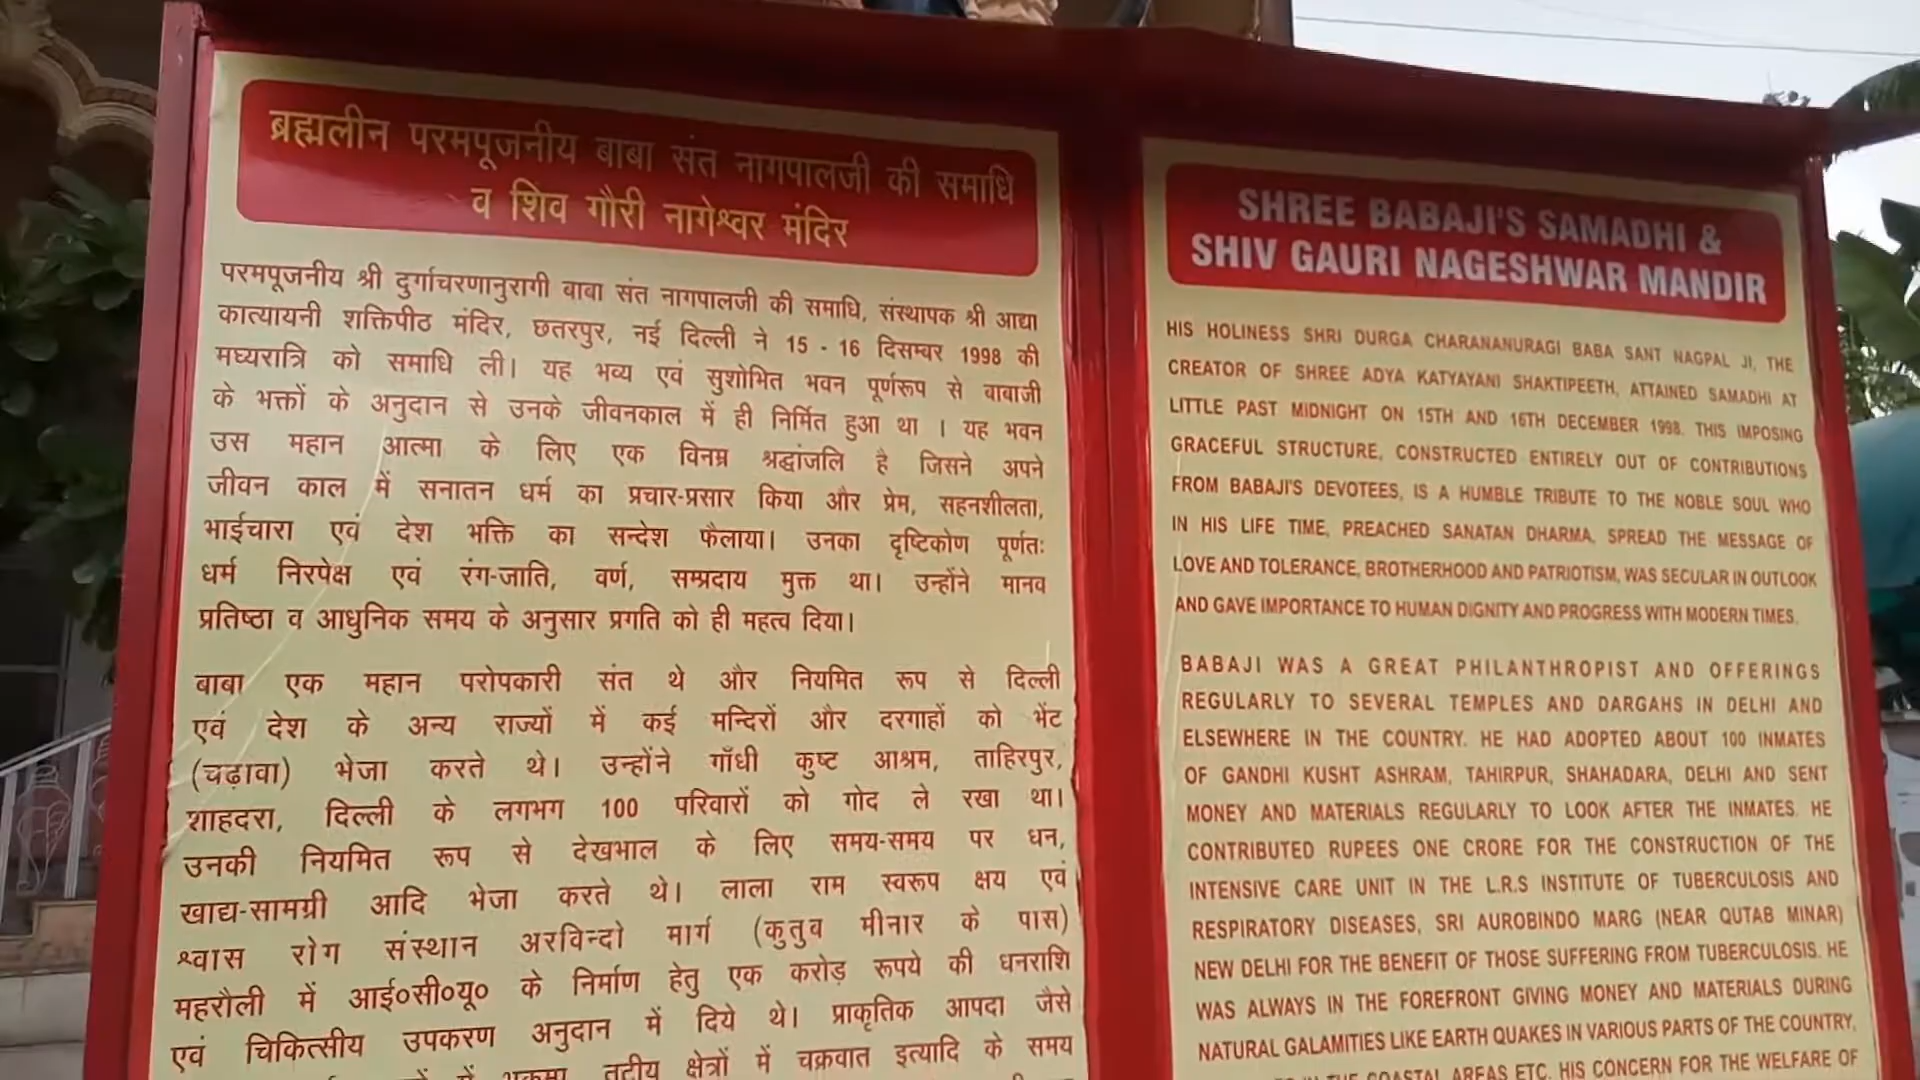 ब्रह्मलीन परमपूजनीय बाबा संत नागपालजी की समाधि
व शिव गौरी नागेश्वर मंदिर
परमपूजनीय श्री दुर्गाचरणानुरागी बाबा संत नागपालजी की समाधि, संस्थापक श्री आद्या
कात्यायनी शक्तिपीठ मंदिर, छतरपुर, नई दिल्ली ने 15 - 16 दिसम्बर 1998 की
मध्यरात्रि को समाधि ली। यह भव्य एवं सुशोभित भवन पूर्णरूप से बाबाजी
के भक्तों के अनुदान से उनके जीवनकाल में ही निर्मित हुआ था । यह भवन
उस महान आत्मा के लिए एक विनम्र श्रद्धांजलि है जिसने अपने
जीवन काल में सनातन धर्म का प्रचार-प्रसार किया और प्रेम, सहनशीलता,
भाईचारा एवं देश भक्ति का सन्देश फैलाया। उनका दृष्टिकोण पूर्णतः
धर्म निरपेक्ष एवं रंग-जाति, वर्ण, सम्प्रदाय मुक्त था। उन्होंने मानव
प्रतिष्ठा व आधुनिक समय के अनुसार प्रगति को ही महत्व दिया।
बाबा एक महान परोपकारी संत थे और नियमित रूप से दिल्ली
एवं देश के अन्य राज्यों में कई मन्दिरों और दरगाहों को भेंट
(चढ़ावा) भेजा करते थे। उन्होंने गाँधी कुष्ट आश्रम, ताहिरपुर,
शाहदरा, दिल्ली के लगभग 100 परिवारों को गोद ले रखा था।
उनकी नियमित रूप से देखभाल के लिए समय-समय पर धन,
खाद्य-सामग्री आदि भेजा करते थे। लाला राम स्वरूप क्षय एवं
श्वास रोग संस्थान अरविन्दो मार्ग (कुतुव मीनार के पास)
महरौली में आई०सी०यू० के निर्माण हेतु एक करोड़ रूपये की धनराशि
एवं चिकित्सीय उपकरण अनुदान में दिये थे। प्राकृतिक आपदा जैसे
में तटीय क्षेत्रों में चक्रवात इत्यादि के समय
SHREE BABAJI'S SAMADHI &
SHIV GAURI NAGESHWAR MANDIR
HIS HOLINESS SHRI DURGA CHARANANURAGI BABA SANT NAGPAL JI, THE
CREATOR OF SHREE ADYA KATYAYANI SHAKTIPEETH, ATTAINED SAMADHI AT
LITTLE PAST MIDNIGHT ON 15TH AND 16TH DECEMBER 1998. THIS IMPOSING
GRACEFUL STRUCTURE, CONSTRUCTED ENTIRELY OUT OF CONTRIBUTIONS
FROM BABAJI'S DEVOTEES, IS A HUMBLE TRIBUTE TO THE NOBLE SOUL WHO
IN HIS LIFE TIME, PREACHED SANATAN DHARMA. SPREAD THE MESSAGE OF
LOVE AND TOLERANCE, BROTHERHOOD AND PATRIOTISM, WAS SECULAR IN OUTLOOK
AND GAVE IMPORTANCE TO HUMAN DIGNITY AND PROGRESS WITH MODERN TIMES.
BABAJI WAS A GREAT PHILANTHROPIST AND OFFERINGS
REGULARLY TO SEVERAL TEMPLES AND DARGAHS IN DELHI AND
ELSEWHERE IN THE COUNTRY. HE HAD ADOPTED ABOUT 100 INMATES
OF GANDHI KUSHT ASHRAM, TAHIRPUR, SHAHADARA, DELHI AND SENT
MONEY AND MATERIALS REGULARLY TO LOOK AFTER THE INMATES. HE
CONTRIBUTED RUPEES ONE CRORE FOR THE CONSTRUCTION OF THE
INTENSIVE CARE UNIT IN THE L.R.S INSTITUTE OF TUBERCULOSIS AND
RESPIRATORY DISEASES, SRI AUROBINDO MARG (NEAR QUTAB MINAR)
NEW DELHI FOR THE BENEFIT OF THOSE SUFFERING FROM TUBERCULOSIS. HE
WAS ALWAYS IN THE FOREFRONT GIVING MONEY AND MATERIALS DURING
NATURAL GALAMITIES LIKE EARTH QUAKES IN VARIOUS PARTS OF THE COUNTRY,
IN THE COASTAL AREAS ETC. HIS CONCERN FOR THE WELFARE OF